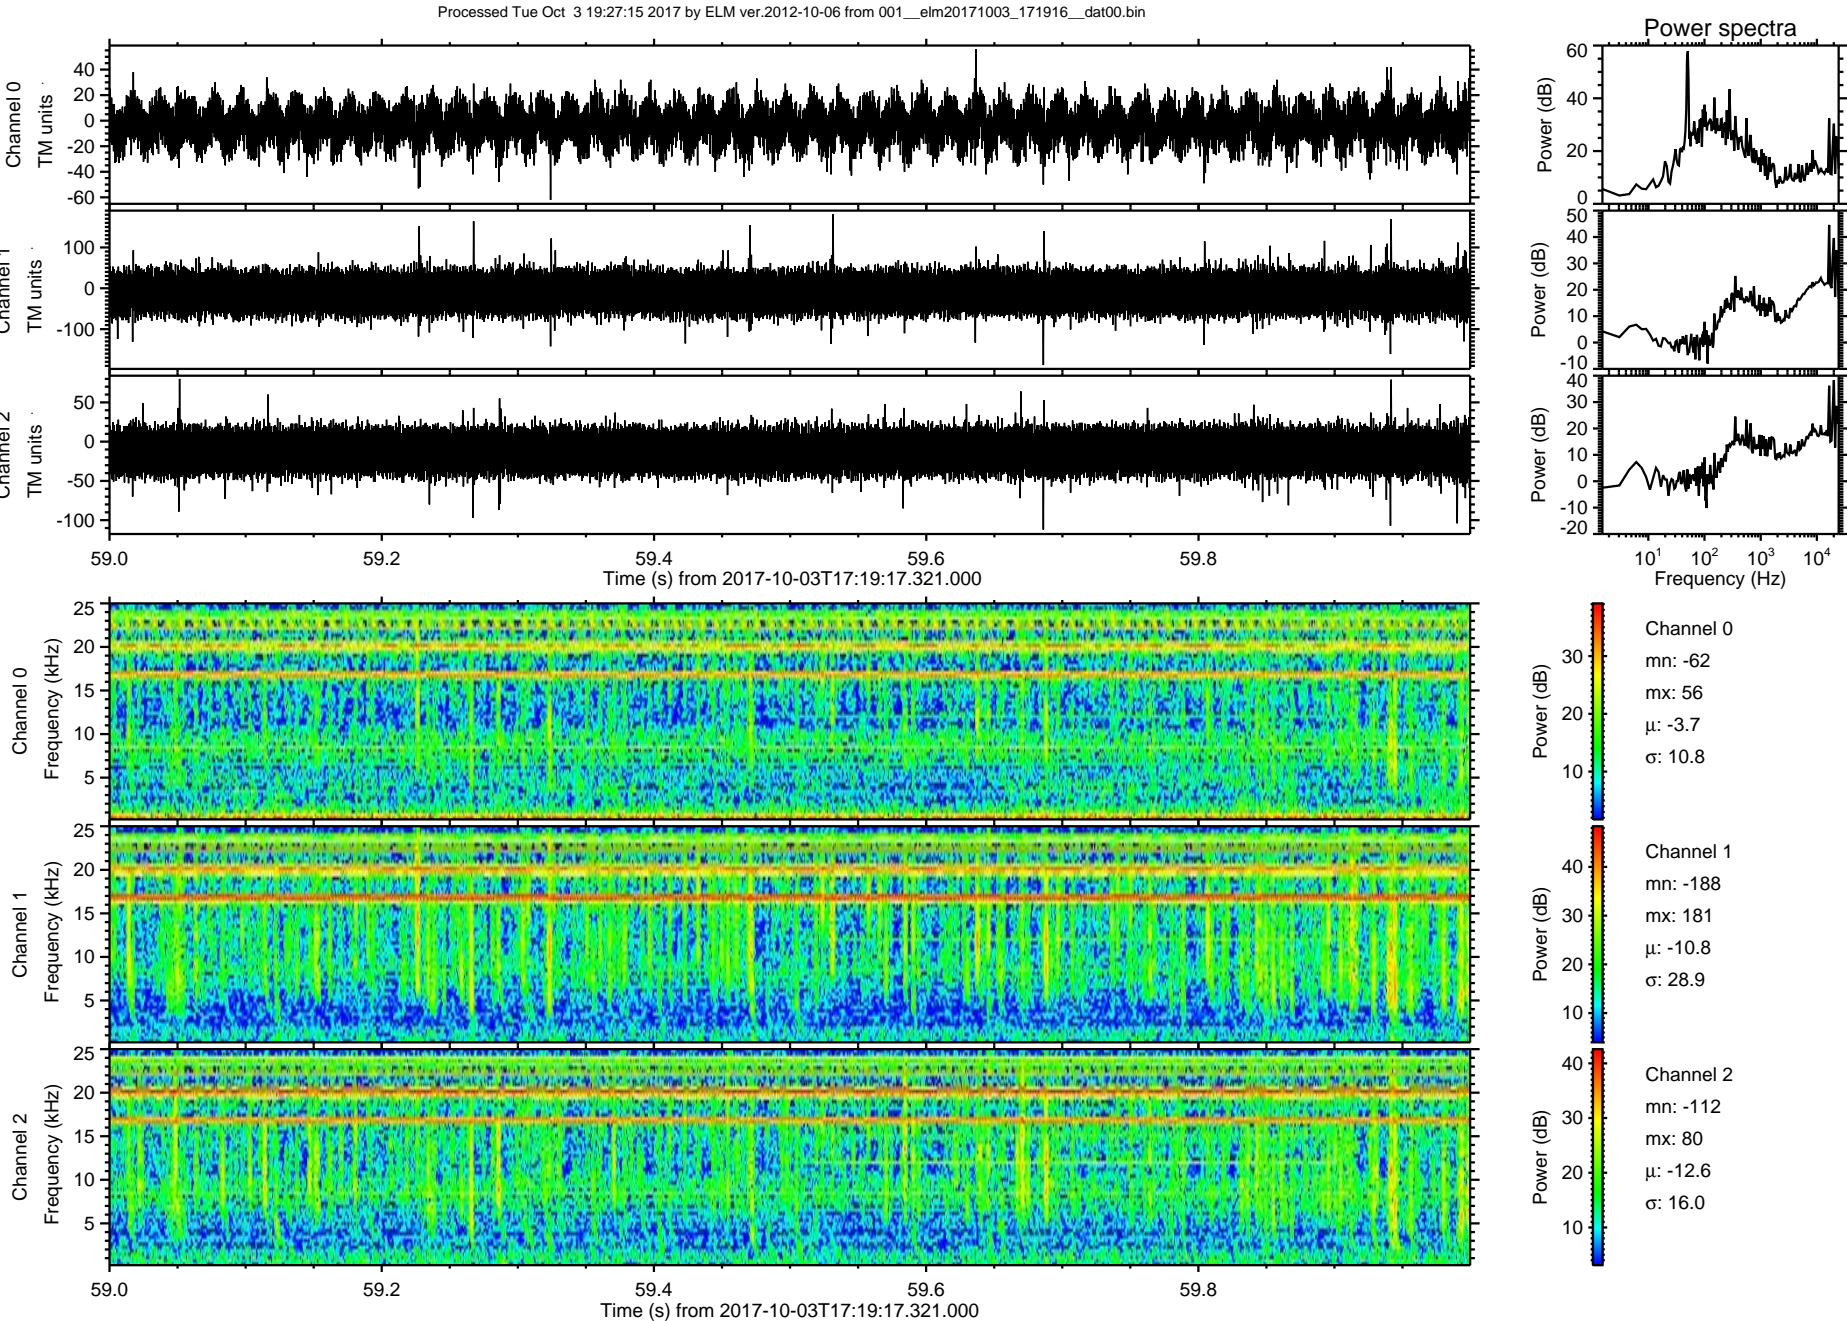 Processed Tue Oct  3 19:27:15 2017 by ELM ver.2012-10-06 from 001__elm20171003_171916__dat00.bin
Power spectra
Channel 0
TM units
40
20
0
-20
-40
-60
Power (dB)
60
40
20
0
Channel 1
TM units
100
0
-100
Power (dB)
50
40
30
20
10
0
-10
Channel 2
TM units
50
0
-50
-100
Power (dB)
40
30
20
10
0
-10
-20
59.0 59.2 59.4 59.6 59.8
Time (s) from 2017-10-03T17:19:17.321.000
10¹ 10² 10³ 10⁴
Frequency (Hz)
Channel 0
Frequency (kHz)
25
20
15
10
5
Power (dB)
30
20
10
Channel 0
mn: -62
mx: 56
μ: -3.7
σ: 10.8
Channel 1
Frequency (kHz)
25
20
15
10
5
Power (dB)
40
30
20
10
Channel 1
mn: -188
mx: 181
μ: -10.8
σ: 28.9
Channel 2
Frequency (kHz)
25
20
15
10
5
Power (dB)
40
30
20
10
Channel 2
mn: -112
mx: 80
μ: -12.6
σ: 16.0
59.0 59.2 59.4 59.6 59.8
Time (s) from 2017-10-03T17:19:17.321.000